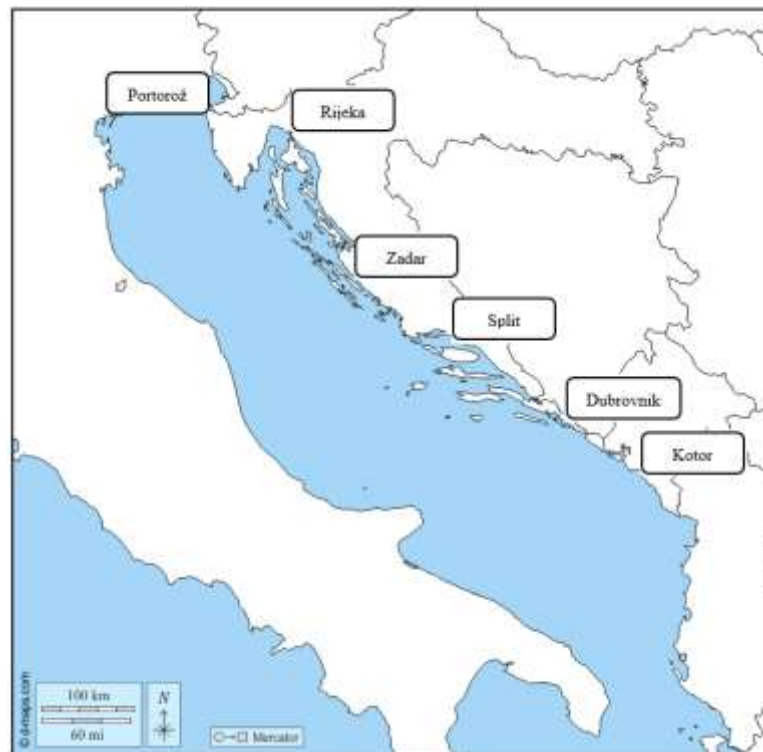 Portorož
Rijeka
Zadar
Split
Dubrovnik
Kotor
© d-maps.com
100 km
60 mi
N
Mercator